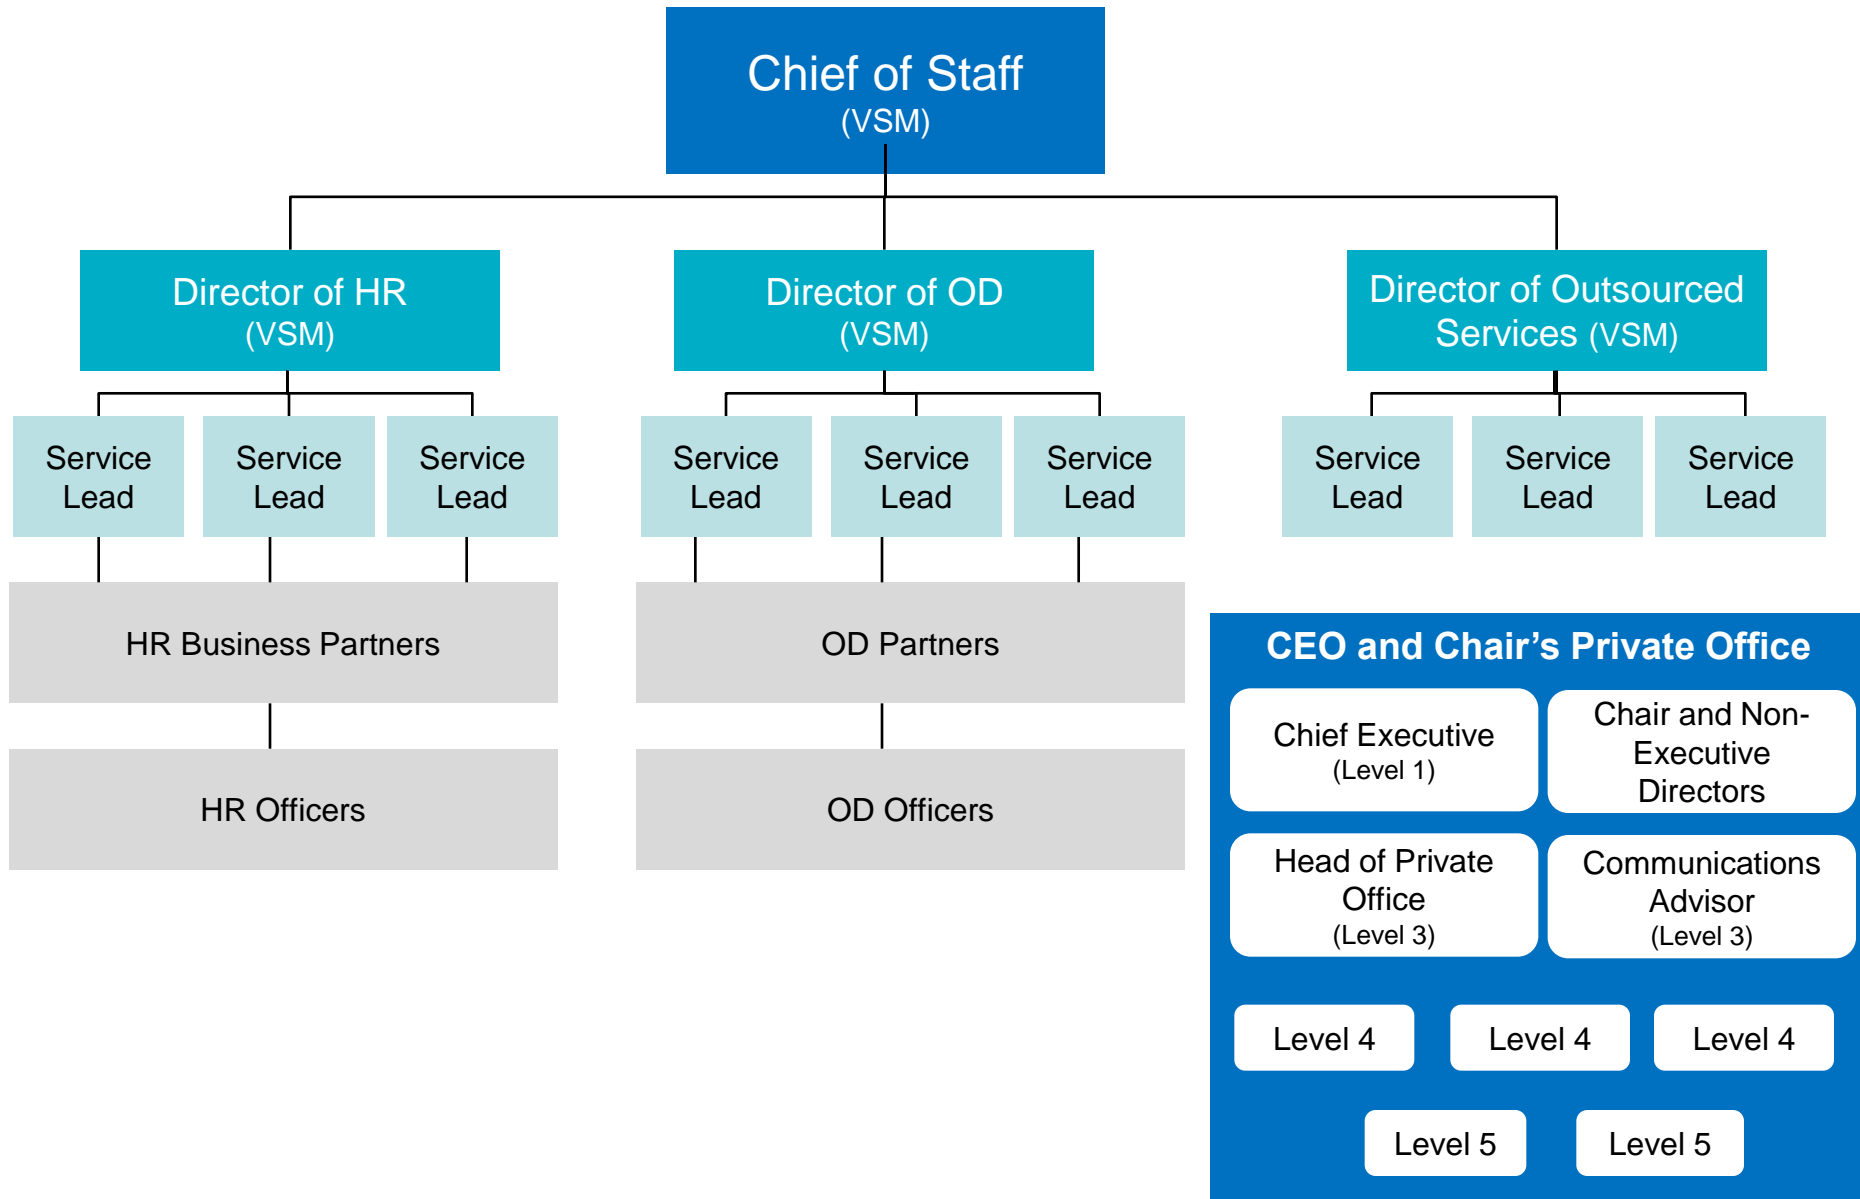 Chief of Staff
(VSM)
Director of HR
(VSM)
Director of OD
(VSM)
Director of Outsourced
Services (VSM)
Service
Lead
Service
Lead
Service
Lead
Service
Lead
Service
Lead
Service
Lead
Service
Lead
Service
Lead
Service
Lead
HR Business Partners
OD Partners
HR Officers
OD Officers
CEO and Chair’s Private Office
Chief Executive
(Level 1)
Chair and Non-
Executive
Directors
Head of Private
Office
(Level 3)
Communications
Advisor
(Level 3)
Level 4
Level 4
Level 4
Level 5
Level 5